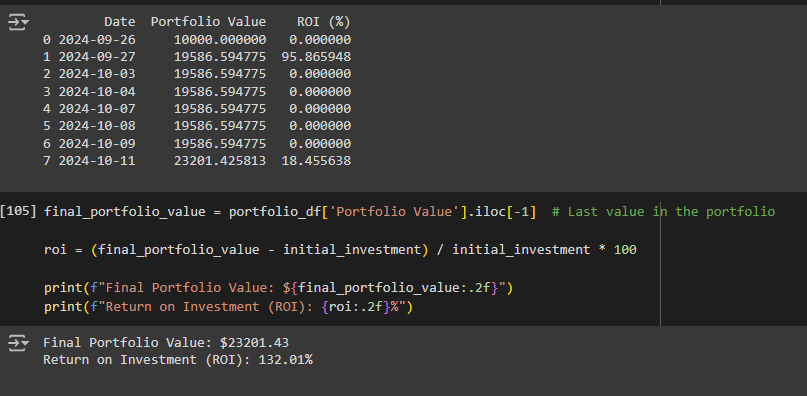 Date Portfolio Value ROI (%)
0 2024-09-26 10000.000000 0.000000
1 2024-09-27 19586.594775 95.865948
2 2024-10-03 19586.594775 0.000000
3 2024-10-04 19586.594775 0.000000
4 2024-10-07 19586.594775 0.000000
5 2024-10-08 19586.594775 0.000000
6 2024-10-09 19586.594775 0.000000
7 2024-10-11 23201.425813 18.455638
[105] final_portfolio_value = portfolio_df['Portfolio Value'].iloc[-1]  # Last value in the portfolio
roi = (final_portfolio_value - initial_investment) / initial_investment * 100
print(f"Final Portfolio Value: ${final_portfolio_value:.2f}")
print(f"Return on Investment (ROI): {roi:.2f}%")
Final Portfolio Value: $23201.43
Return on Investment (ROI): 132.01%